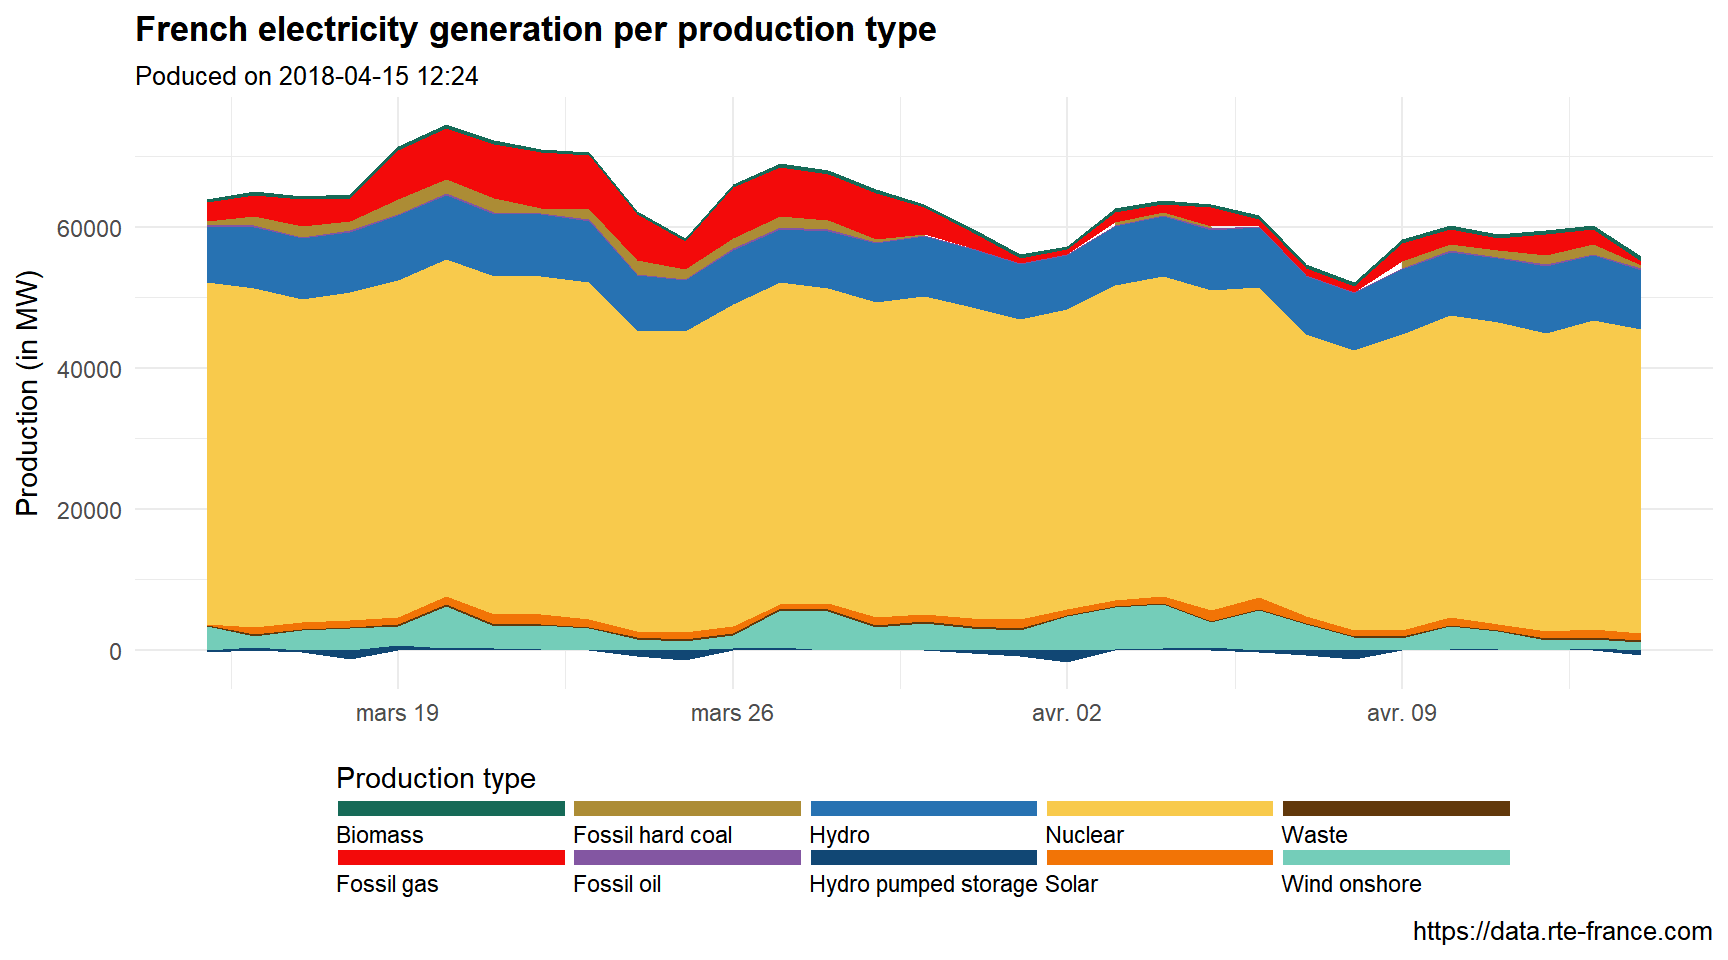 French electricity generation per production type
Poduced on 2018-04-15 12:24
Production (in MW)
60000
40000
20000
0
mars 19
mars 26
avr. 02
avr. 09
Production type
Biomass
Fossil hard coal
Hydro
Nuclear
Waste
Fossil gas
Fossil oil
Hydro pumped storage
Solar
Wind onshore
https://data.rte-france.com